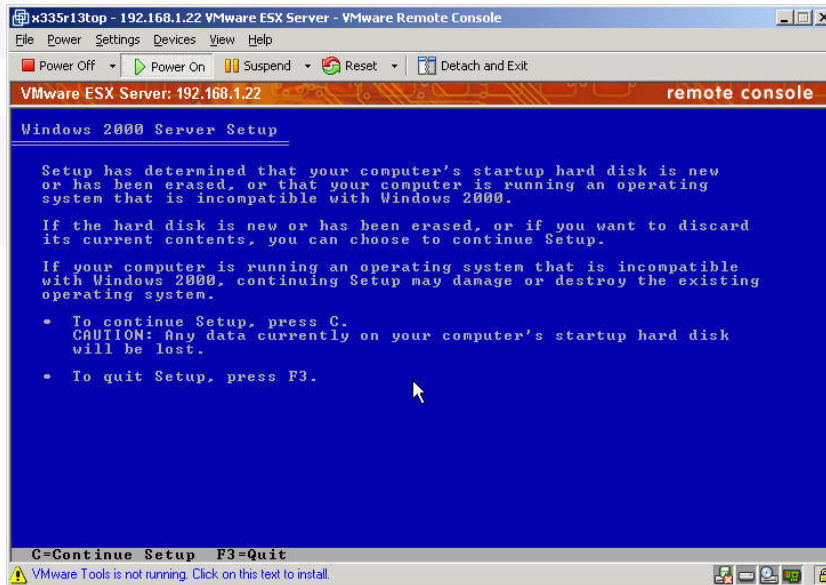 x335r13top - 192.168.1.22 VMware ESX Server - VMware Remote Console
File Power Settings Devices View Help
Power Off Power On Suspend Reset Detach and Exit
VMware ESX Server: 192.168.1.22 remote console
Windows 2000 Server Setup
Setup has determined that your computer's startup hard disk is new
or has been erased, or that your computer is running an operating
system that is incompatible with Windows 2000.
If the hard disk is new or has been erased, or if you want to discard
its current contents, you can choose to continue Setup.
If your computer is running an operating system that is incompatible
with Windows 2000, continuing Setup may damage or destroy the existing
operating system.
• To continue Setup, press C.
CAUTION: Any data currently on your computer's startup hard disk
will be lost.
• To quit Setup, press F3.
C=Continue Setup F3=Quit
VMware Tools is not running. Click on this text to install.